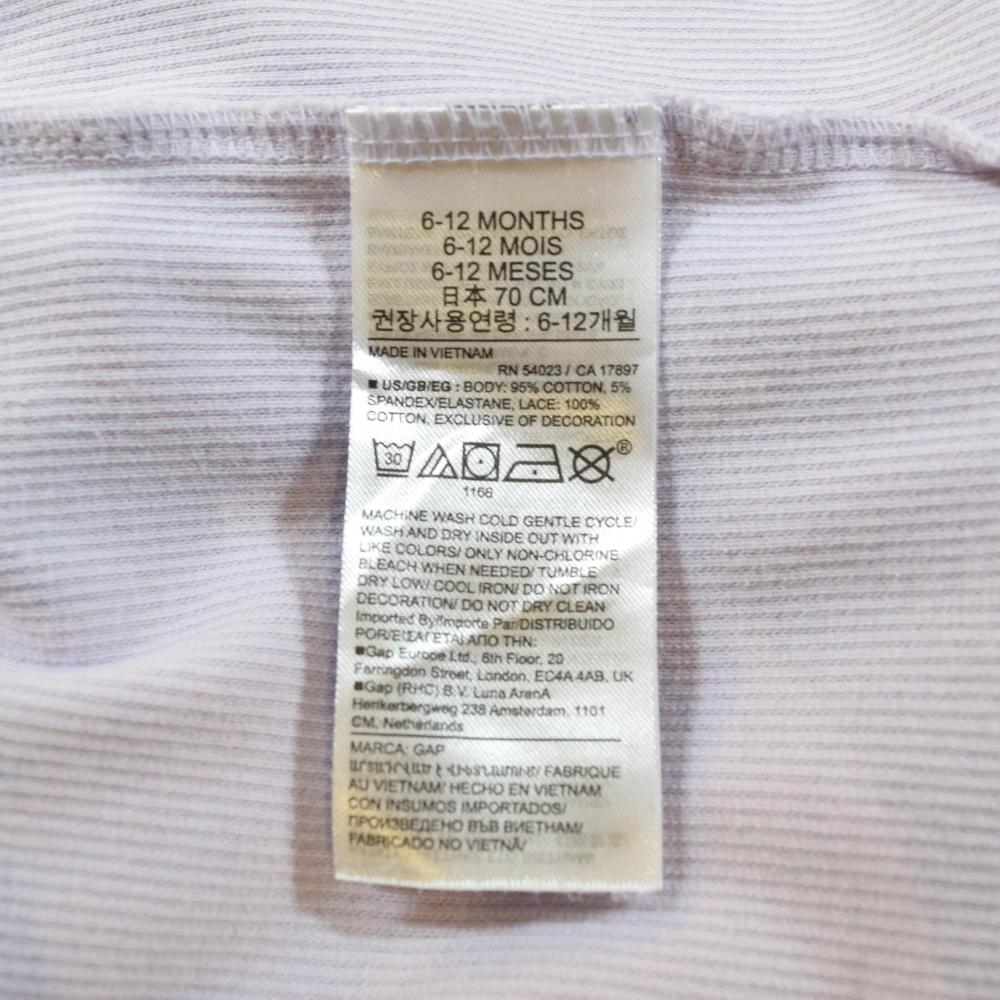 6-12 MONTHS
6-12 MOIS
6-12 MESES
日本 70 CM
권장사용연령 : 6-12개월
MADE IN VIETNAM
RN 54023 / CA 17897
■ US/GB/EG : BODY: 95% COTTON, 5%
SPANDEX/ELASTANE, LACE: 100%
COTTON, EXCLUSIVE OF DECORATION
30
®
1166
MACHINE WASH COLD GENTLE CYCLE/
WASH AND DRY INSIDE OUT WITH
LIKE COLORS/ ONLY NON-CHLORINE
BLEACH WHEN NEEDED/ TUMBLE
DRY LOW/ COOL IRON/ DO NOT IRON
DECORATION/ DO NOT DRY CLEAN
Imported By/Importe Par/DISTRIBUIDO
POR/ΕΙΣΑΓΕΤΑΙ ΑΠΟ ΤΗΝ:
■Gap Europe Ltd., 6th Floor, 20
Farringdon Street, London, EC4A 4AB, UK
■Gap (RHC) B.V. Luna ArenA
Herikerbergweg 238 Amsterdam, 1101
CM, Netherlands
MARCA: GAP
FABRIQUE
AU VIETNAM/ HECHO EN VIETNAM
CON INSUMOS IMPORTADOS/
ПРОИЗВЕДЕНО ВЪВ ВИЕТНАМ/
FABRICADO NO VIETNÃ/